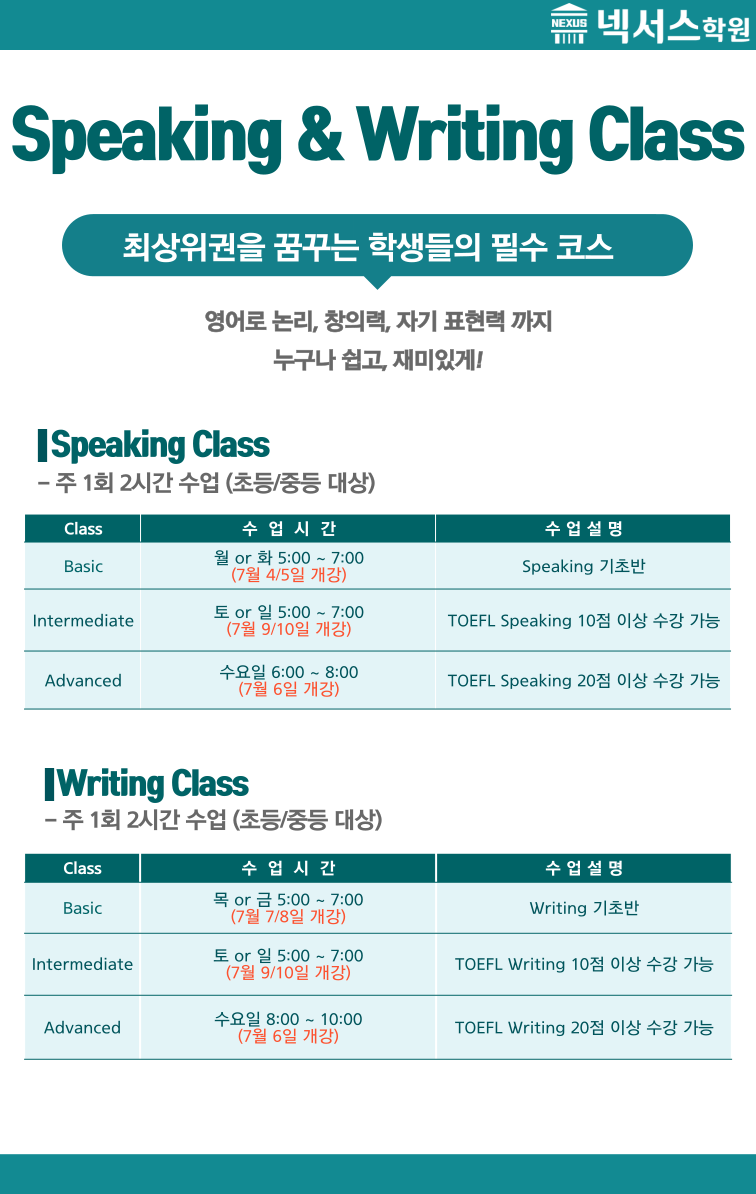 NEXUS 넥서스학원
Speaking & Writing Class
최상위권을 꿈꾸는 학생들의 필수 코스
영어로 논리, 창의력, 자기 표현력 까지
누구나 쉽고, 재미있게!
Speaking Class
- 주 1회 2시간 수업 (초등/중등 대상)
Class 수 업 시 간 수 업 설 명
Basic 월 or 화 5:00 ~ 7:00 Speaking 기초반
(7월 4/5일 개강)
Intermediate 토 or 일 5:00 ~ 7:00 TOEFL Speaking 10점 이상 수강 가능
(7월 9/10일 개강)
Advanced 수요일 6:00 ~ 8:00 TOEFL Speaking 20점 이상 수강 가능
(7월 6일 개강)
Writing Class
- 주 1회 2시간 수업 (초등/중등 대상)
Class 수 업 시 간 수 업 설 명
Basic 목 or 금 5:00 ~ 7:00 Writing 기초반
(7월 7/8일 개강)
Intermediate 토 or 일 5:00 ~ 7:00 TOEFL Writing 10점 이상 수강 가능
(7월 9/10일 개강)
Advanced 수요일 8:00 ~ 10:00 TOEFL Writing 20점 이상 수강 가능
(7월 6일 개강)